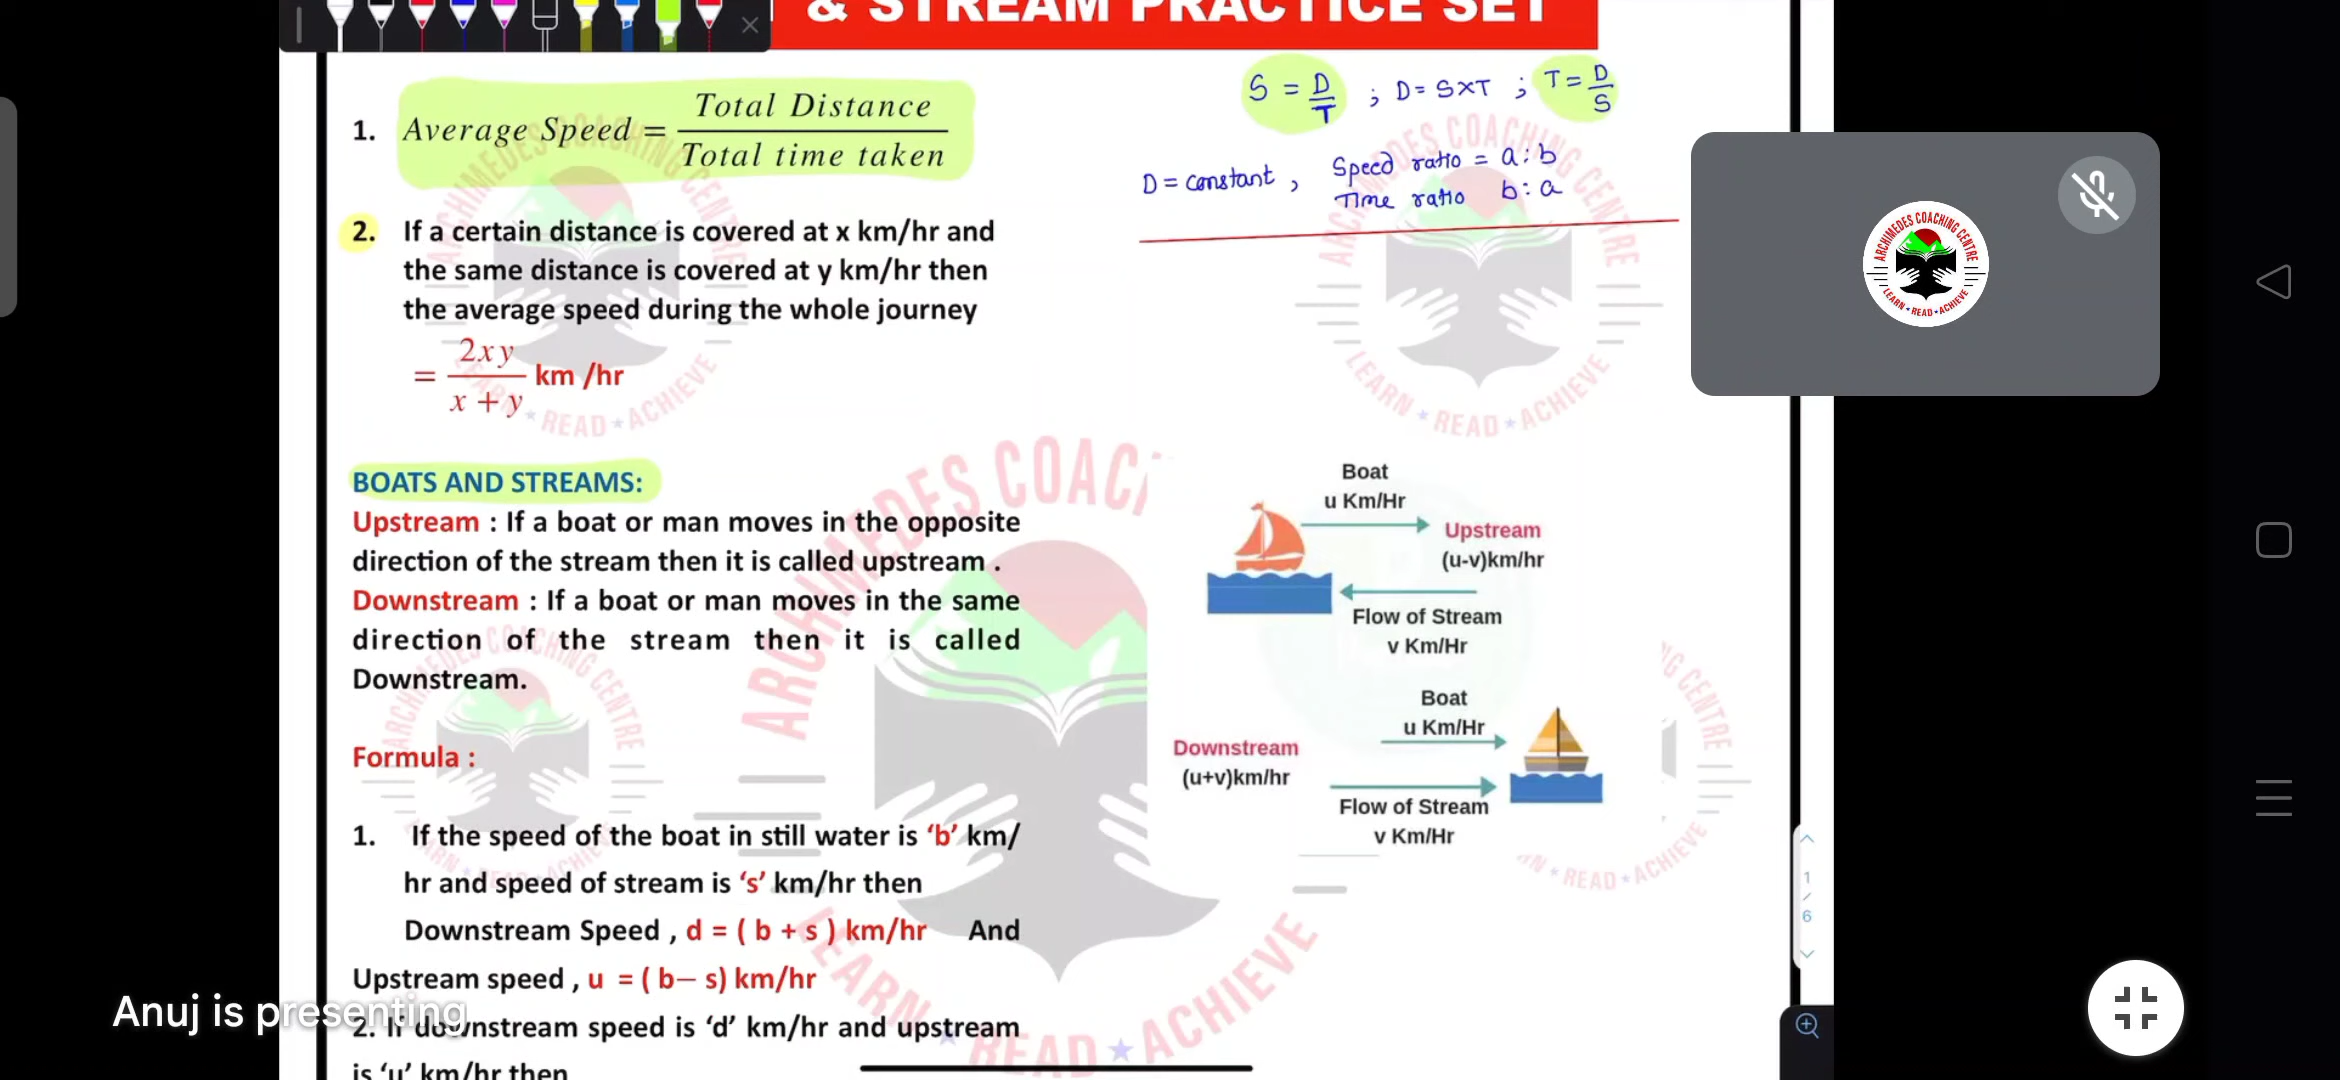 & STREAM PRACTICE SET
1. Average Speed = Total Distance / Total time taken
S = D/T ; D = S×T ; T = D/S
D = constant , Speed ratio = a : b
Time ratio b : a
2. If a certain distance is covered at x km/hr and
the same distance is covered at y km/hr then
the average speed during the whole journey
= 2xy / x + y km /hr
BOATS AND STREAMS:
Upstream : If a boat or man moves in the opposite
direction of the stream then it is called upstream .
Downstream : If a boat or man moves in the same
direction of the stream then it is called
Downstream.
Formula :
1. If the speed of the boat in still water is ‘b’ km/
hr and speed of stream is ‘s’ km/hr then
Downstream Speed , d = ( b + s ) km/hr And
Upstream speed , u = ( b– s) km/hr
2. If downstream speed is ‘d’ km/hr and upstream
is ‘u’ km/hr then
Boat
u Km/Hr
Upstream
(u-v)km/hr
Flow of Stream
v Km/Hr
Boat
u Km/Hr
Downstream
(u+v)km/hr
Flow of Stream
v Km/Hr
ARCHIMEDES COACHING CENTRE
LEARN • READ • ACHIEVE
1
/
6
Anuj is presenting